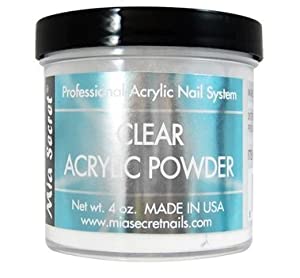 Mia Secret®
Professional Acrylic Nail System
CLEAR
ACRYLIC POWDER
Net wt. 4 oz. MADE IN USA
www.miasecretnails.com